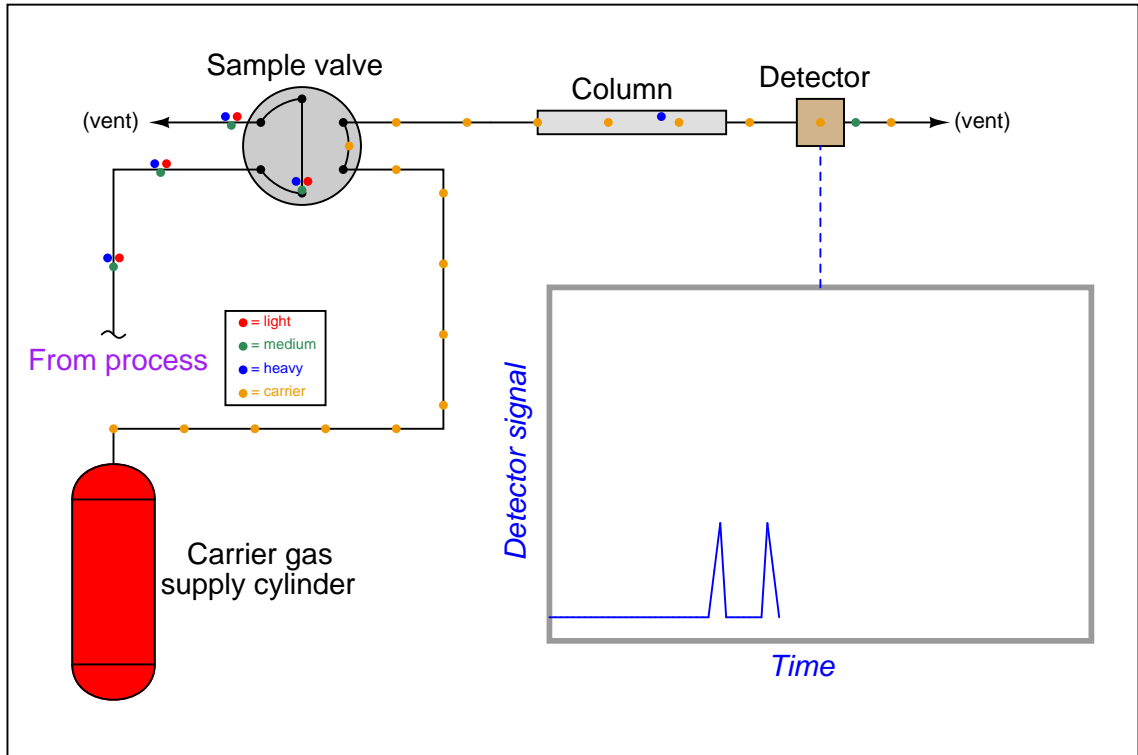 Sample valve
Column
Detector
(vent)
(vent)
= light
= medium
= heavy
= carrier
From process
Detector signal
Carrier gas
supply cylinder
Time